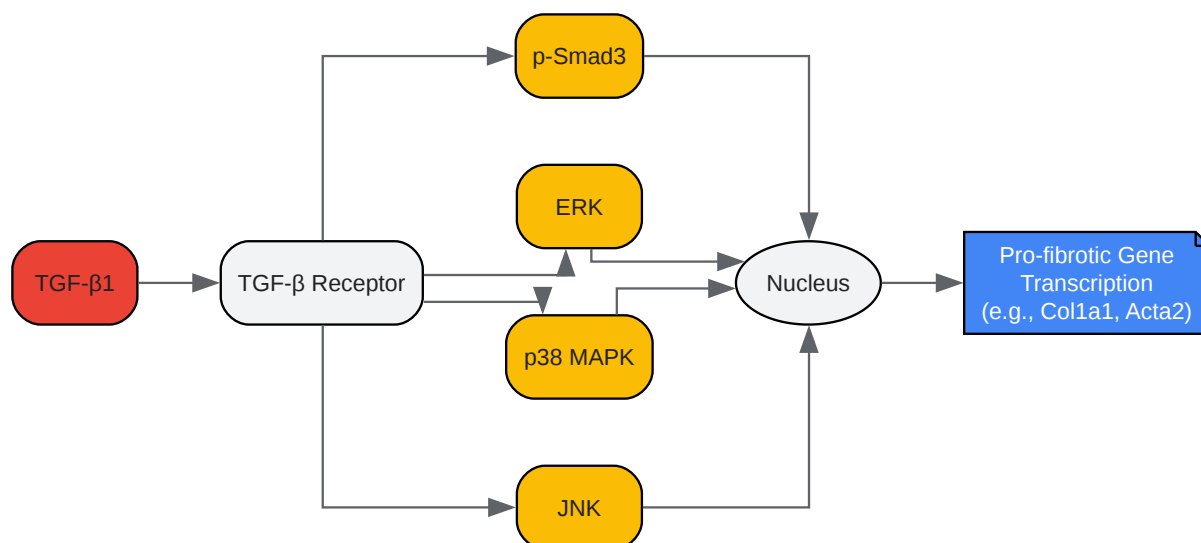 p-Smad3
ERK
TGF-β1
TGF-β Receptor
Nucleus
Pro-fibrotic Gene
Transcription
(e.g., Col1a1, Acta2)
p38 MAPK
JNK